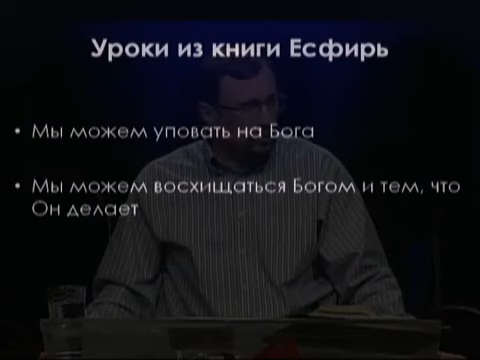 Уроки из книги Есфирь
• Мы можем уповать на Бога
• Мы можем восхищаться Богом и тем, что
Он делает